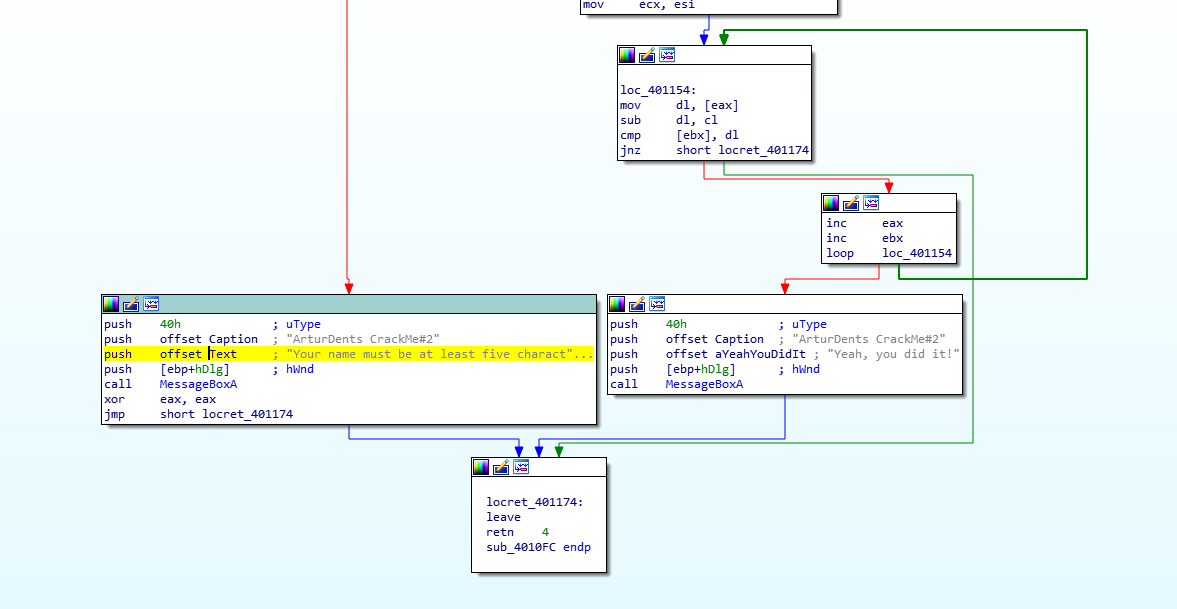 mov ecx, esi
loc_401154:
mov dl, [eax]
sub dl, cl
cmp [ebx], dl
jnz short locret_401174
inc eax
inc ebx
loop loc_401154
push 40h ; uType
push offset Caption ; "ArturDents CrackMe#2"
push offset Text ; "Your name must be at least five charact"...
push [ebp+hDlg] ; hWnd
call MessageBoxA
xor eax, eax
jmp short locret_401174
push 40h ; uType
push offset Caption ; "ArturDents CrackMe#2"
push offset aYeahYouDidIt ; "Yeah, you did it!"
push [ebp+hDlg] ; hWnd
call MessageBoxA
locret_401174:
leave
retn 4
sub_4010FC endp